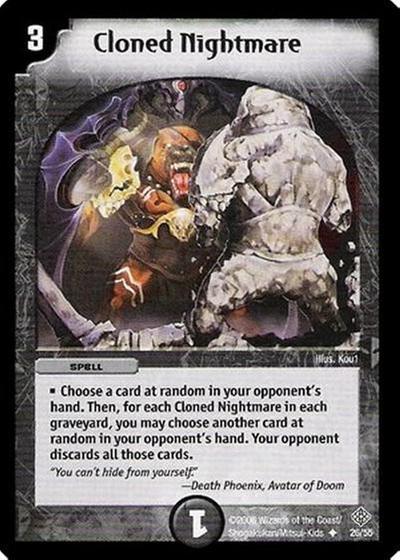 3 Cloned Nightmare
Illus. Kou1
SPELL
▪ Choose a card at random in your opponent's
hand. Then, for each Cloned Nightmare in each
graveyard, you may choose another card at
random in your opponent's hand. Your opponent
discards all those cards.
"You can't hide from yourself."
—Death Phoenix, Avatar of Doom
1
©2006 Wizards of the Coast/
Shogakukan/Mitsui-Kids ♦ 26/55